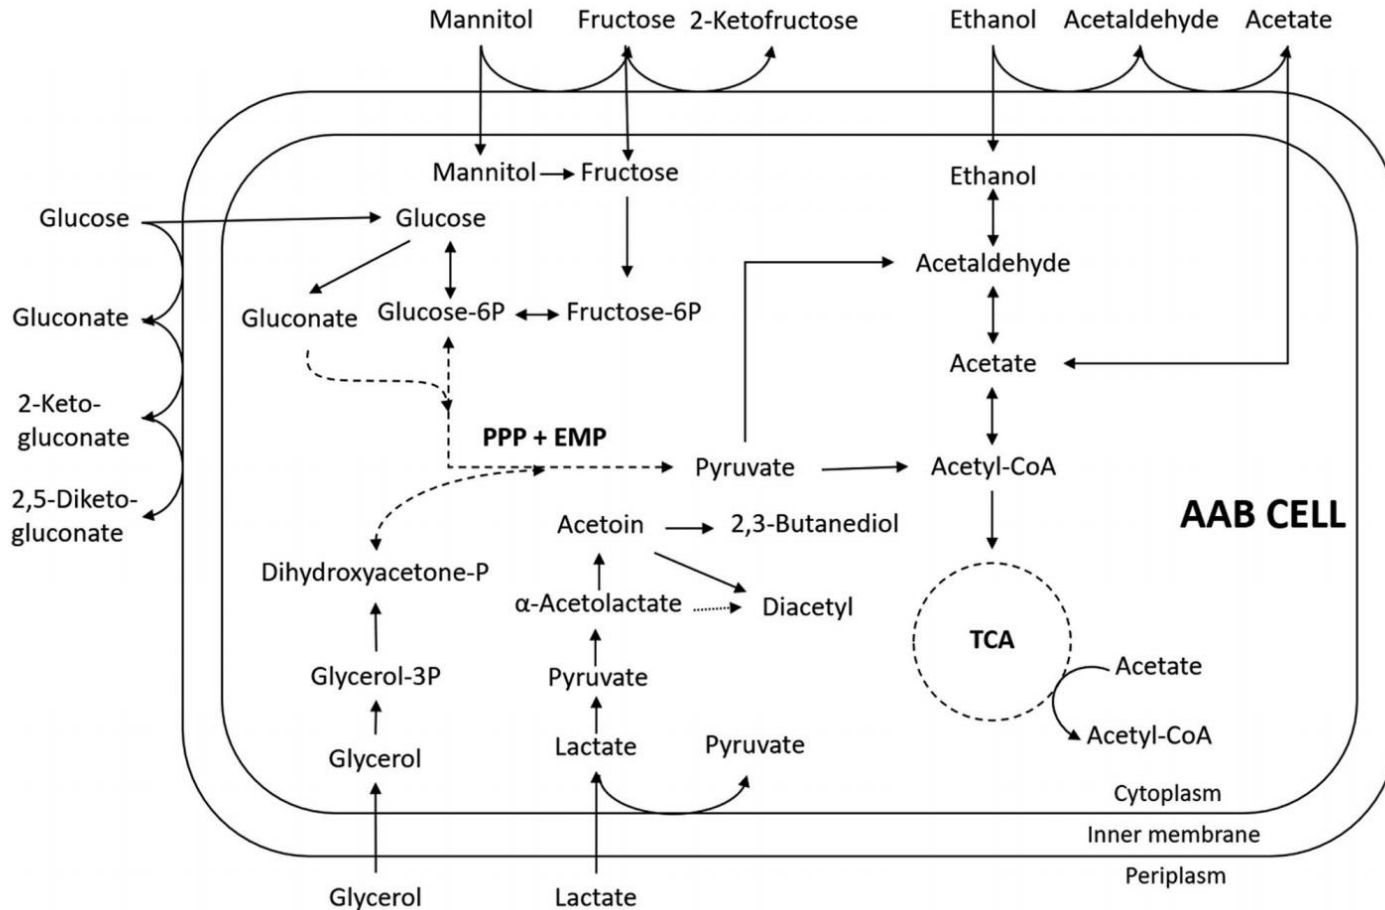 Mannitol Fructose 2-Ketofructose Ethanol Acetaldehyde Acetate
Mannitol Fructose Ethanol
Glucose Glucose
Acetaldehyde
Gluconate Gluconate Glucose-6P Fructose-6P
Acetate
2-Keto-
gluconate
PPP + EMP
Pyruvate Acetyl-CoA
2,5-Diketo-
gluconate
Acetoin 2,3-Butanediol AAB CELL
Dihydroxyacetone-P
α-Acetolactate Diacetyl
TCA
Glycerol-3P Pyruvate Acetate
Glycerol Lactate Pyruvate Acetyl-CoA
Cytoplasm
Inner membrane
Periplasm
Glycerol Lactate